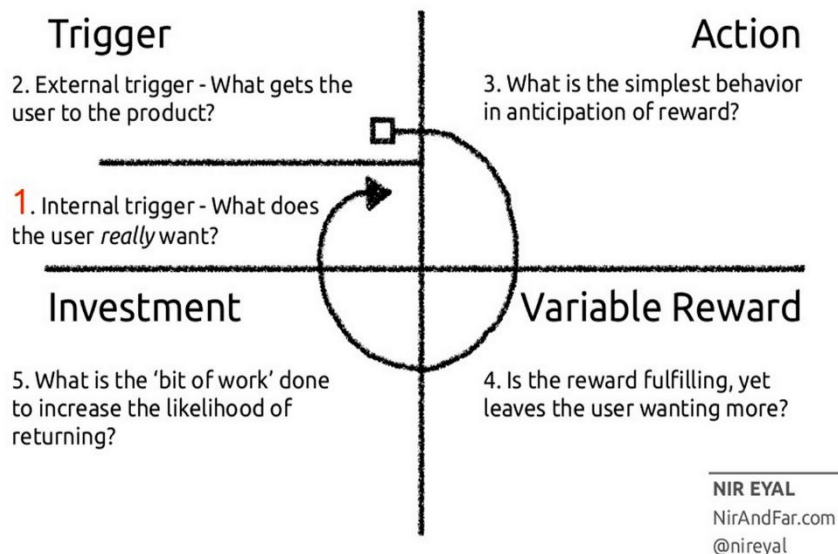 Trigger
2. External trigger - What gets the
user to the product?
1. Internal trigger - What does
the user really want?
Action
3. What is the simplest behavior
in anticipation of reward?
Investment
5. What is the ‘bit of work’ done
to increase the likelihood of
returning?
Variable Reward
4. Is the reward fulfilling, yet
leaves the user wanting more?
NIR EYAL
NirAndFar.com
@nireyal